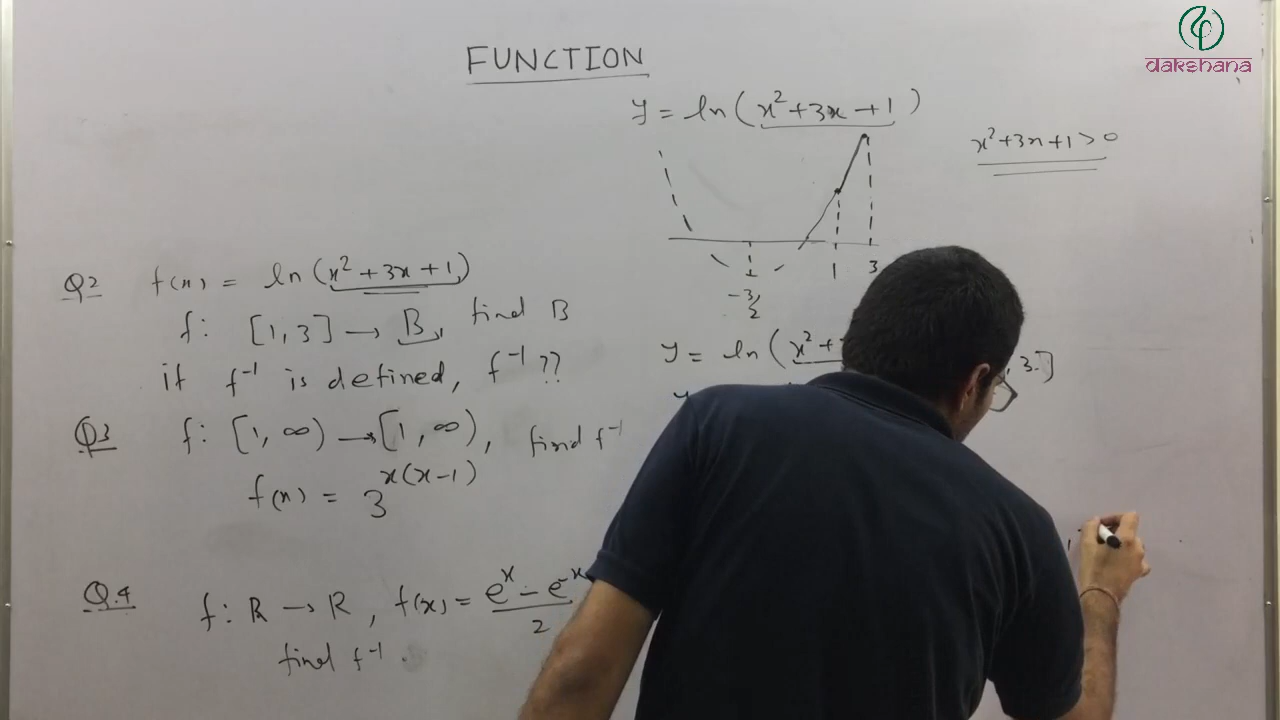 dakshana
FUNCTION
y = ln(x²+3x+1)
x²+3x+1>0
1 3
-3/2
Q2 f(x) = ln(x²+3x+1)
f: [1,3] → B, find B
if f⁻¹ is defined, f⁻¹ ??
y = ln(x²+
, 3]
Q3 f: [1,∞) → [1,∞), find f⁻¹
f(x) = 3^{x(x-1)}
Q.4 f: R → R, f(x) = \frac{e^x - e^{-x}}{2}
find f⁻¹.